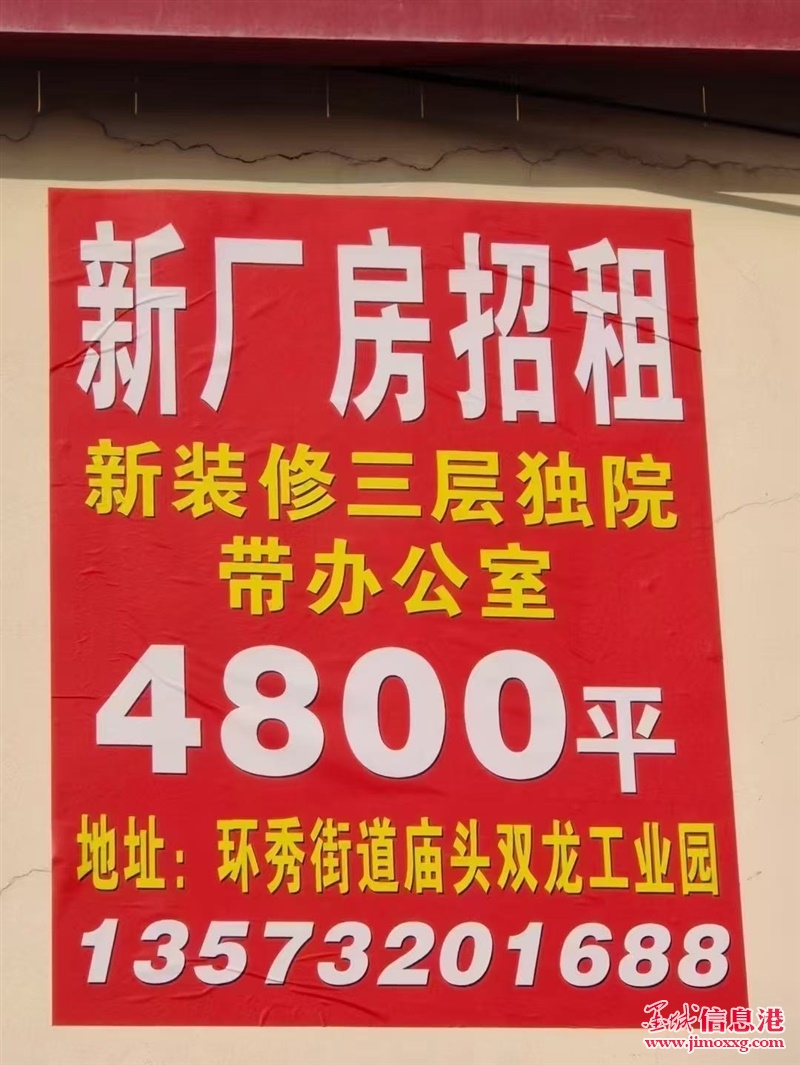 新厂房招租
新装修三层独院
带办公室
4800平
地址：环秀街道庙头双龙工业园
13573201688
墨城信息港
www.jimoxxg.com